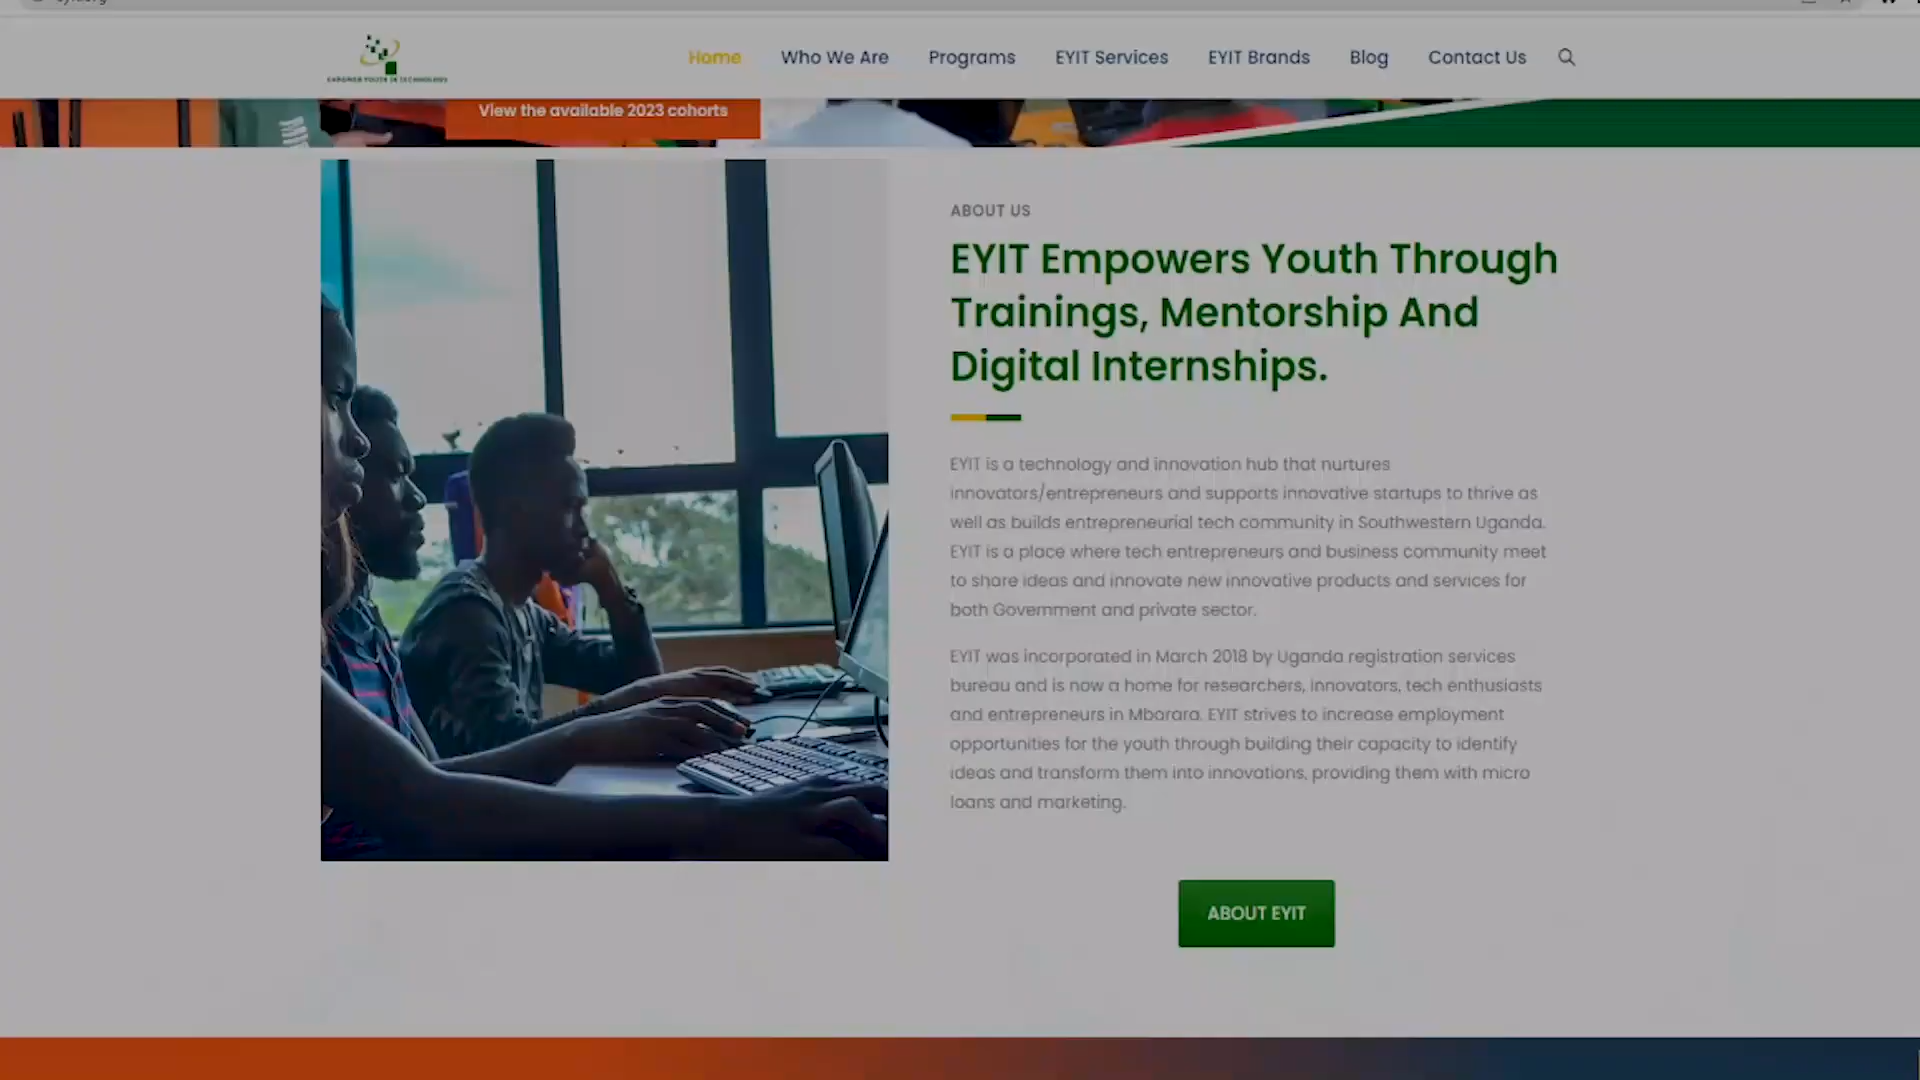 EMPOWER YOUTH IN TECHNOLOGY
Home
Who We Are
Programs
EYIT Services
EYIT Brands
Blog
Contact Us
View the available 2023 cohorts
ABOUT US
EYIT Empowers Youth Through
Trainings, Mentorship And
Digital Internships.
EYIT is a technology and innovation hub that nurtures
innovators/entrepreneurs and supports innovative startups to thrive as
well as builds entrepreneurial tech community in Southwestern Uganda.
EYIT is a place where tech entrepreneurs and business community meet
to share ideas and innovate new innovative products and services for
both Government and private sector.
EYIT was incorporated in March 2018 by Uganda registration services
bureau and is now a home for researchers, innovators, tech enthusiasts
and entrepreneurs in Mbarara. EYIT strives to increase employment
opportunities for the youth through building their capacity to identify
ideas and transform them into innovations, providing them with micro
loans and marketing.
ABOUT EYIT